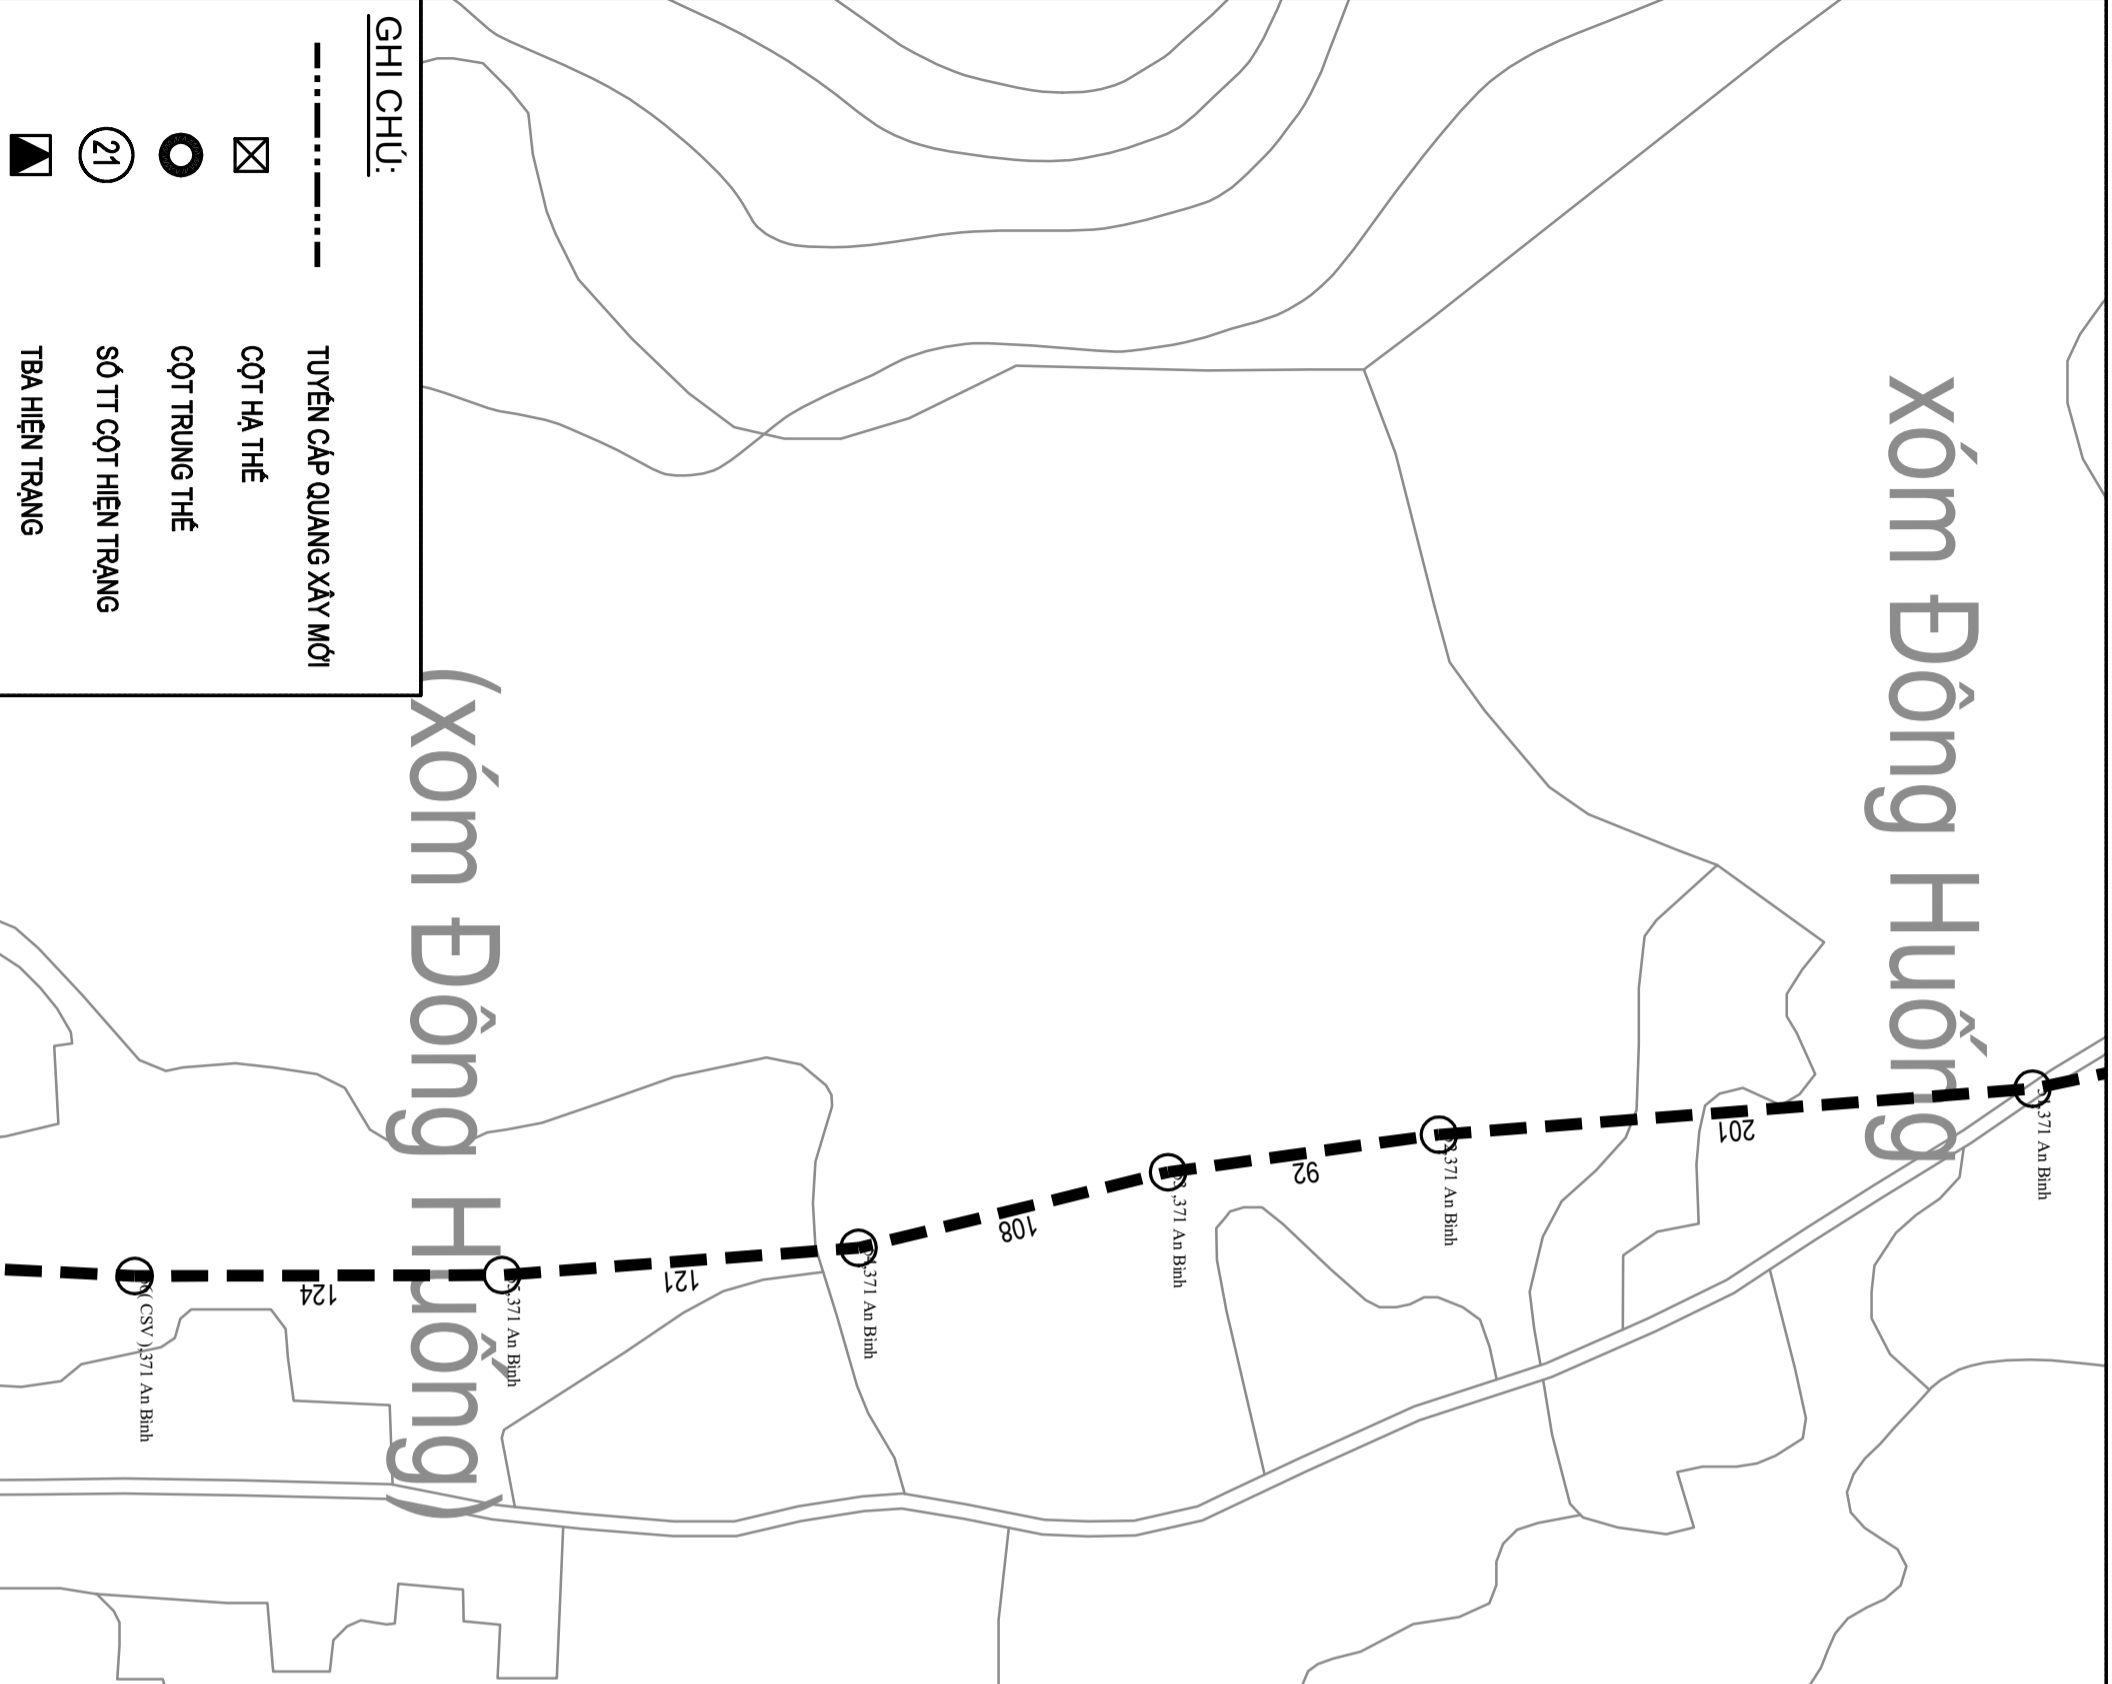 GHI CHÚ:
TUYẾN CÁP QUANG XÂY MỚI
CỘT HẠ THẾ
CỘT TRUNG THẾ
21 SỐ TT CỘT HIỆN TRẠNG
TBA HIỆN TRẠNG
xóm Đông Hướng
(xóm Đông Hướng)
,371 An Bình
201
,371 An Bình
92
,371 An Bình
108
,371 An Bình
121
,371 An Bình
124
( CSV ),371 An Bình